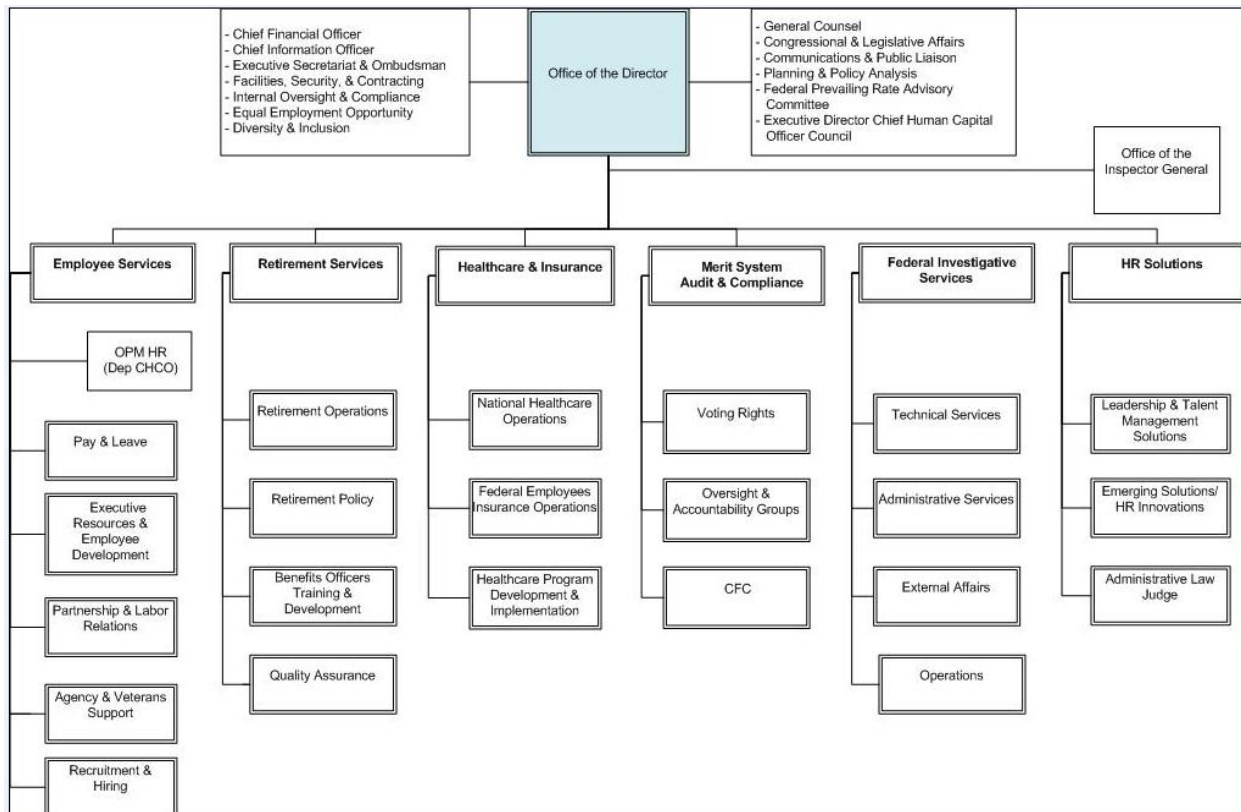 - Chief Financial Officer
- Chief Information Officer
- Executive Secretariat & Ombudsman
- Facilities, Security, & Contracting
- Internal Oversight & Compliance
- Equal Employment Opportunity
- Diversity & Inclusion
Office of the Director
- General Counsel
- Congressional & Legislative Affairs
- Communications & Public Liaison
- Planning & Policy Analysis
- Federal Prevailing Rate Advisory
Committee
- Executive Director Chief Human Capital
Officer Council
Office of the
Inspector General
Employee Services
OPM HR
(Dep CHCO)
Pay & Leave
Executive
Resources &
Employee
Development
Partnership & Labor
Relations
Agency & Veterans
Support
Recruitment &
Hiring
Retirement Services
Retirement Operations
Retirement Policy
Benefits Officers
Training &
Development
Quality Assurance
Healthcare & Insurance
National Healthcare
Operations
Federal Employees
Insurance Operations
Healthcare Program
Development &
Implementation
Merit System
Audit & Compliance
Voting Rights
Oversight &
Accountability Groups
CFC
Federal Investigative
Services
Technical Services
Administrative Services
External Affairs
Operations
HR Solutions
Leadership & Talent
Management
Solutions
Emerging Solutions/
HR Innovations
Administrative Law
Judge